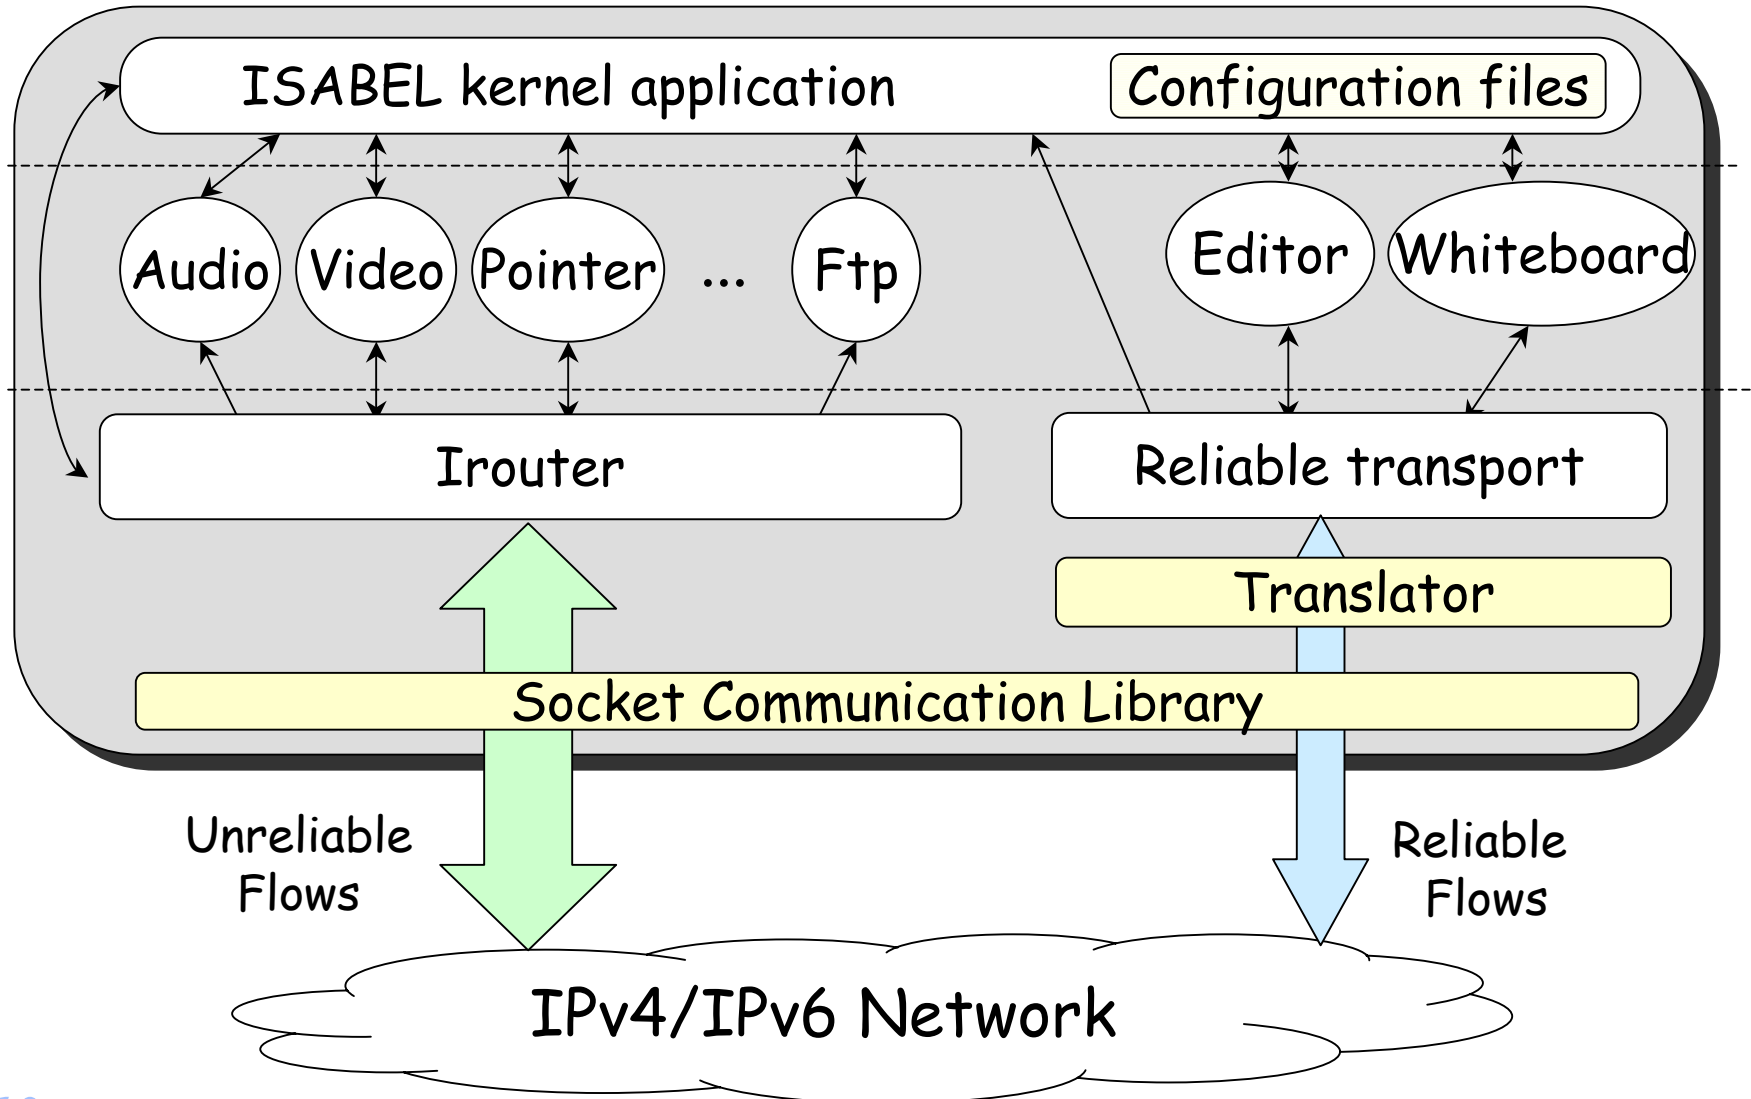 ISABEL kernel application
Configuration files
Audio
Video
Pointer
...
Ftp
Editor
Whiteboard
Irouter
Reliable transport
Translator
Socket Communication Library
Unreliable
Flows
Reliable
Flows
IPv4/IPv6 Network